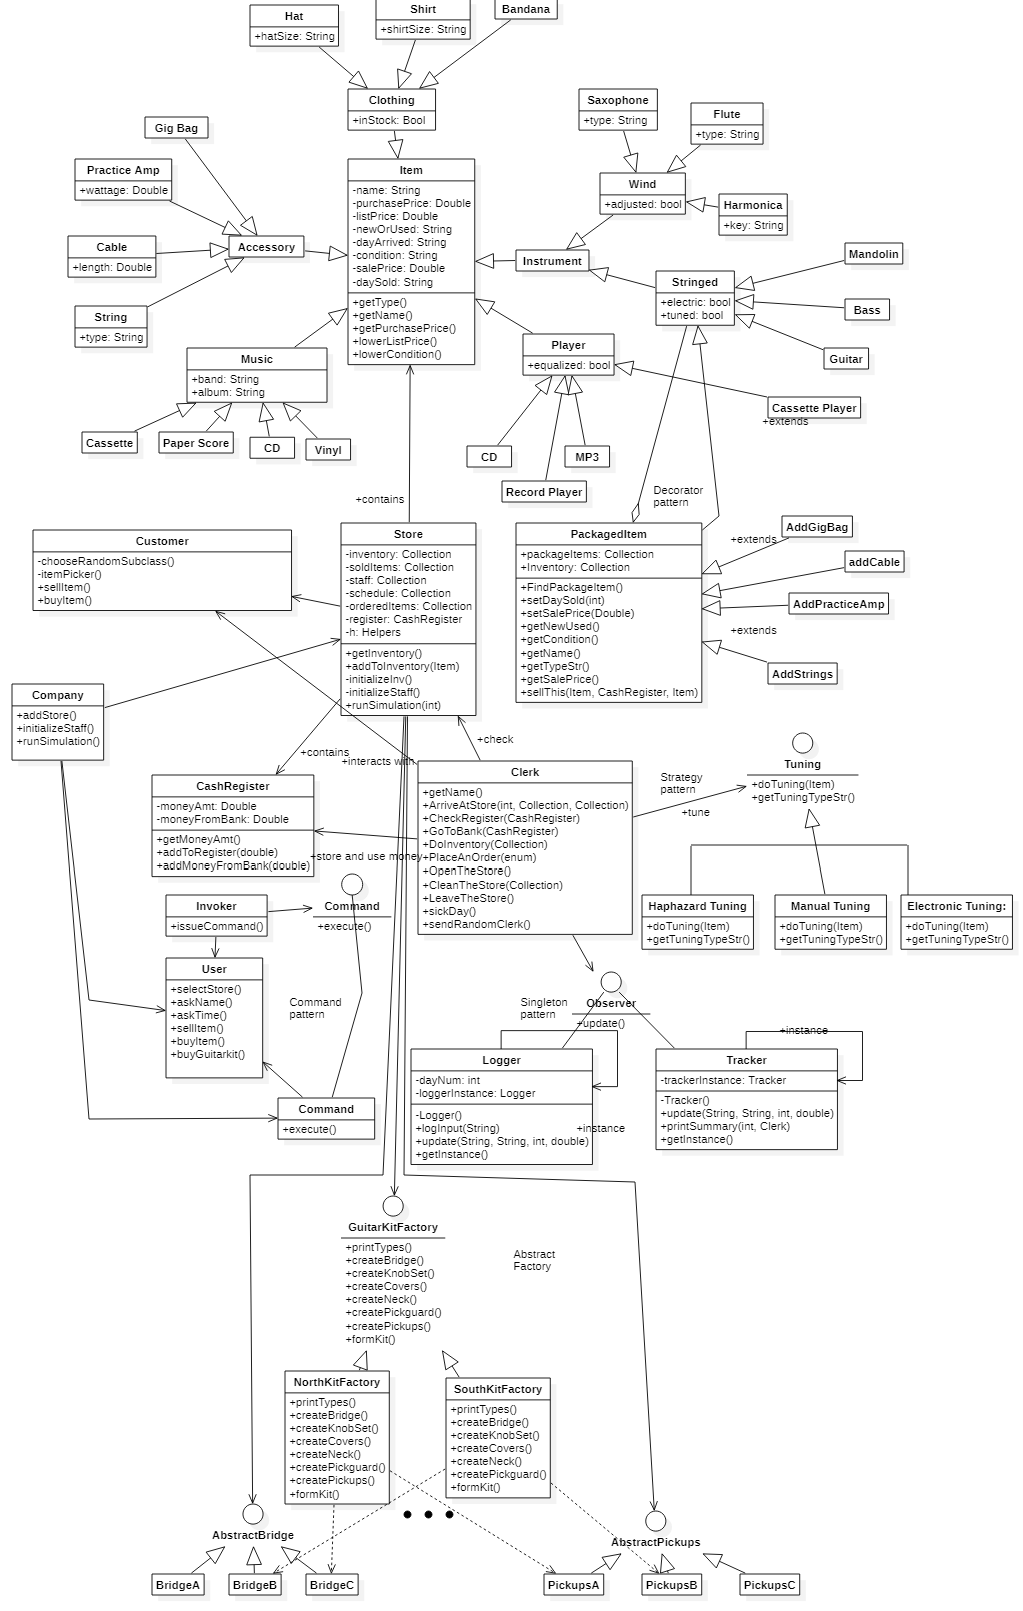 Hat
+hatSize: String
Shirt
+shirtSize: String
Bandana
Clothing
+inStock: Bool
Gig Bag
Practice Amp
+wattage: Double
Cable
+length: Double
String
+type: String
Accessory
Item
-name: String
-purchasePrice: Double
-listPrice: Double
-newOrUsed: String
-dayArrived: String
-condition: String
-salePrice: Double
-daySold: String
+getType()
+getName()
+getPurchasePrice()
+lowerListPrice()
+lowerCondition()
Saxophone
+type: String
Flute
+type: String
Wind
+adjusted: bool
Harmonica
+key: String
Instrument
Stringed
+electric: bool
+tuned: bool
Mandolin
Bass
Guitar
Music
+band: String
+album: String
Cassette
Paper Score
CD
Vinyl
Player
+equalized: bool
Cassette Player
+extends
CD
MP3
Record Player
+contains
Decorator
pattern
Customer
-chooseRandomSubclass()
-itemPicker()
+sellItem()
+buyItem()
Store
-inventory: Collection
-soldItems: Collection
-staff: Collection
-schedule: Collection
-orderedItems: Collection
-register: CashRegister
-h: Helpers
+getInventory()
+addToInventory(Item)
-initializeInv()
-initializeStaff()
+runSimulation(int)
PackagedItem
+packageItems: Collection
+Inventory: Collection
+FindPackageItem()
+setDaySold(int)
+setSalePrice(Double)
+getNewUsed()
+getCondition()
+getName()
+getTypeStr()
+getSalePrice()
+sellThis(Item, CashRegister, Item)
AddGigBag
+extends
addCable
AddPracticeAmp
+extends
AddStrings
Company
+addStore()
+initializeStaff()
+runSimulation()
+contains
+interacts with
+check
CashRegister
-moneyAmt: Double
-moneyFromBank: Double
+getMoneyAmt()
+addToRegister(double)
+addMoneyFromBank(double)
+store and use money
Clerk
+getName()
+ArriveAtStore(int, Collection, Collection)
+CheckRegister(CashRegister)
+GoToBank(CashRegister)
+DoInventory(Collection)
+PlaceAnOrder(enum)
+OpenTheStore()
+CleanTheStore(Collection)
+LeaveTheStore()
+sickDay()
+sendRandomClerk()
Strategy
pattern
+tune
Tuning
+doTuning(Item)
+getTuningTypeStr()
Haphazard Tuning
+doTuning(Item)
+getTuningTypeStr()
Manual Tuning
+doTuning(Item)
+getTuningTypeStr()
Electronic Tuning:
+doTuning(Item)
+getTuningTypeStr()
Invoker
+issueCommand()
Command
+execute()
User
+selectStore()
+askName()
+askTime()
+sellItem()
+buyItem()
+buyGuitarkit()
Command
pattern
Command
+execute()
Singleton
pattern
Observer
+update()
Logger
-dayNum: int
-loggerInstance: Logger
-Logger()
+logInput(String)
+update(String, String, int, double)
+getInstance()
+instance
Tracker
-trackerInstance: Tracker
-Tracker()
+update(String, String, int, double)
+printSummary(int, Clerk)
+getInstance()
+instance
GuitarKitFactory
+printTypes()
+createBridge()
+createKnobSet()
+createCovers()
+createNeck()
+createPickguard()
+createPickups()
+formKit()
Abstract
Factory
NorthKitFactory
+printTypes()
+createBridge()
+createKnobSet()
+createCovers()
+createNeck()
+createPickguard()
+createPickups()
+formKit()
SouthKitFactory
+printTypes()
+createBridge()
+createKnobSet()
+createCovers()
+createNeck()
+createPickguard()
+formKit()
AbstractBridge
BridgeA
BridgeB
BridgeC
AbstractPickups
PickupsA
PickupsB
PickupsC